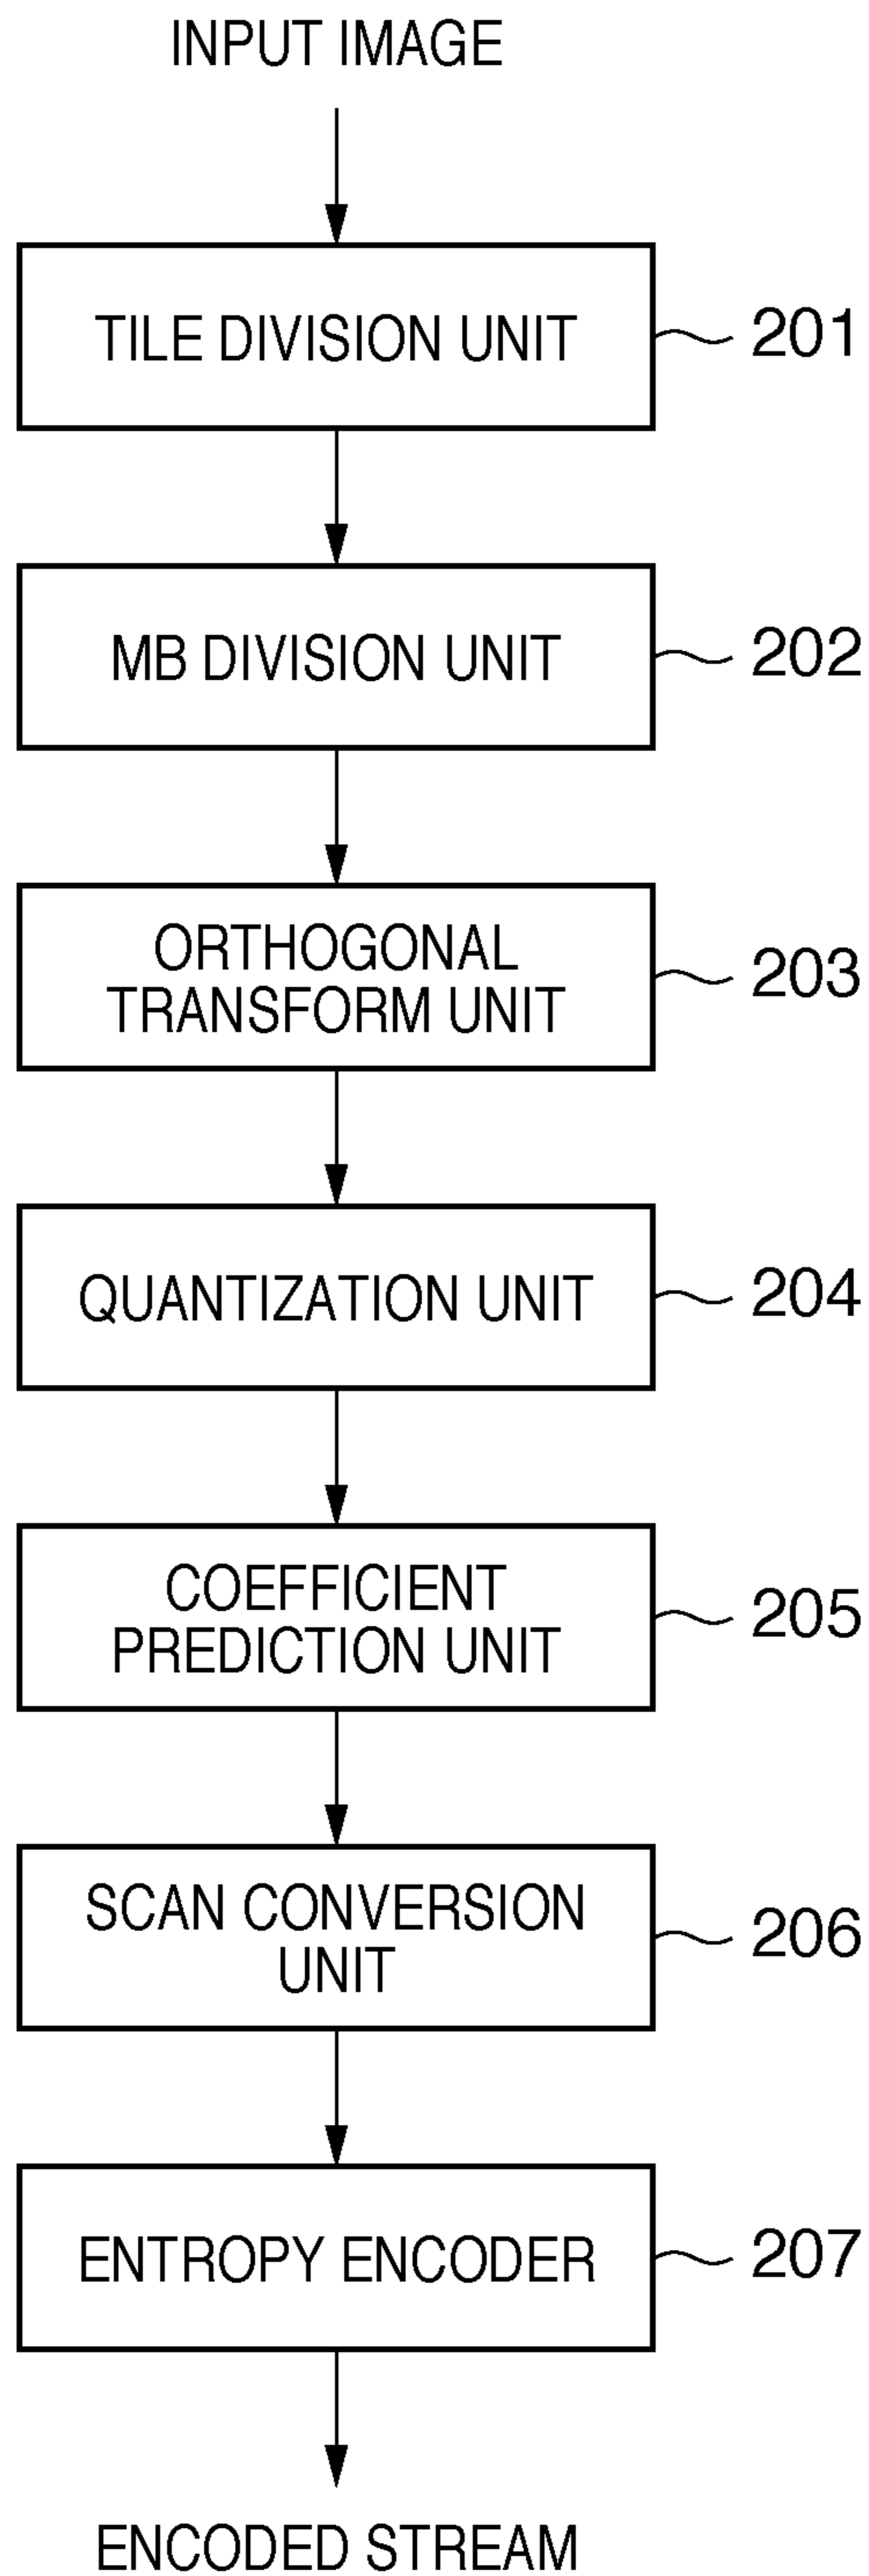 INPUT IMAGE
TILE DIVISION UNIT
201
MB DIVISION UNIT
202
ORTHOGONAL
TRANSFORM UNIT
203
QUANTIZATION UNIT
204
COEFFICIENT
PREDICTION UNIT
205
SCAN CONVERSION
UNIT
206
ENTROPY ENCODER
207
ENCODED STREAM